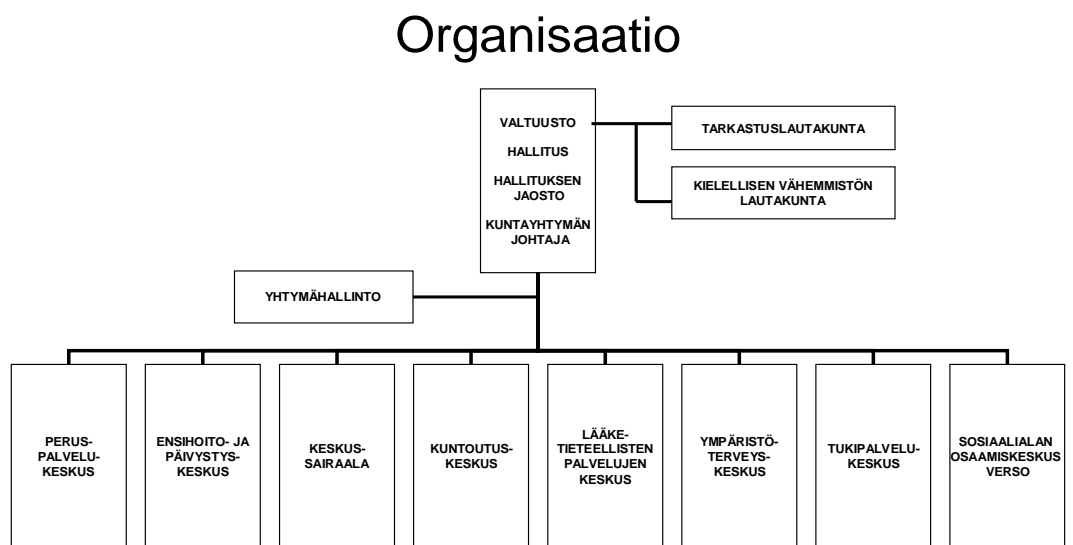 Organisaatio
VALTUUSTO
HALLITUS
HALLITUKSEN
JAOSTO
KUNTAYHTYMÄN
JOHTAJA
TARKASTUSLAUTAKUNTA
KIELELLISEN VÄHEMMISTÖN
LAUTAKUNTA
YHTYMÄHALLINTO
PERUS-
PALVELU-
KESKUS
ENSIHOITO- JA
PÄIVYSTYS-
KESKUS
KESKUS-
SAIRAALA
KUNTOUTUS-
KESKUS
LÄÄKE-
TIETEELLISTEN
PALVELUJEN
KESKUS
YMPÄRISTÖ-
TERVEYS-
KESKUS
TUKIPALVELU-
KESKUS
SOSIAALIALAN
OSAAMISKESKUS
VERSO